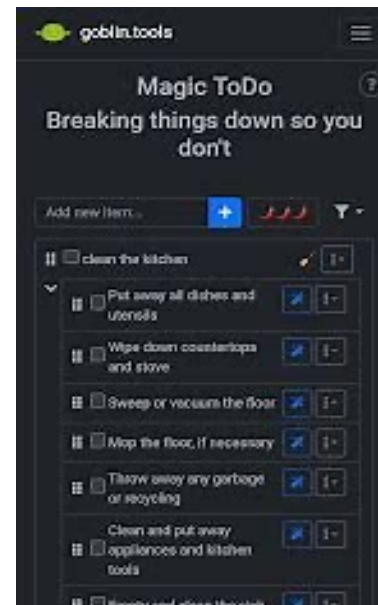 goblin.tools
Magic ToDo
Breaking things down so you
don't
?
Add new item...
+
clean the kitchen
Put away all dishes and
utensils
Wipe down countertops
and stove
Sweep or vacuum the floor
Mop the floor, if necessary
Throw away any garbage
or recycling
Clean and put away
appliances and kitchen
tools